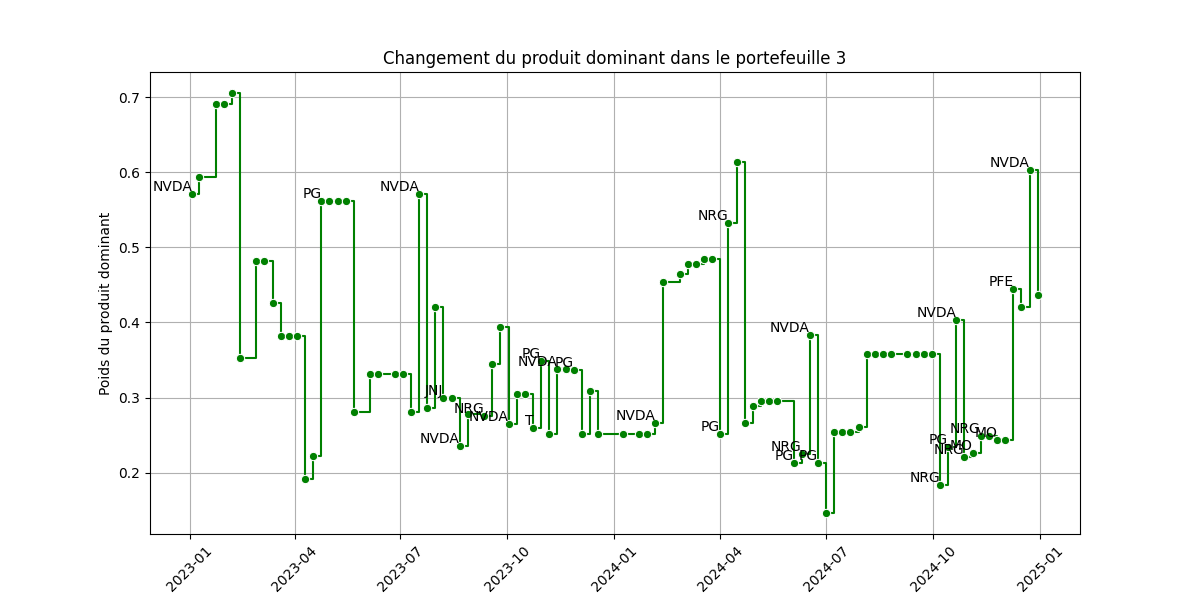 Changement du produit dominant dans le portefeuille 3
Poids du produit dominant
0.7
0.6
0.5
0.4
0.3
0.2
NVDA
PG
NVDA
JNJ
NVDA
NRG
NVDA
T
PG
NVDA
PG
NVDA
PG
NRG
NRG
PG
NVDA
PG
NRG
PG
NVDA
NRG
MO
NRG
MO
PFE
NVDA
2023-01
2023-04
2023-07
2023-10
2024-01
2024-04
2024-07
2024-10
2025-01